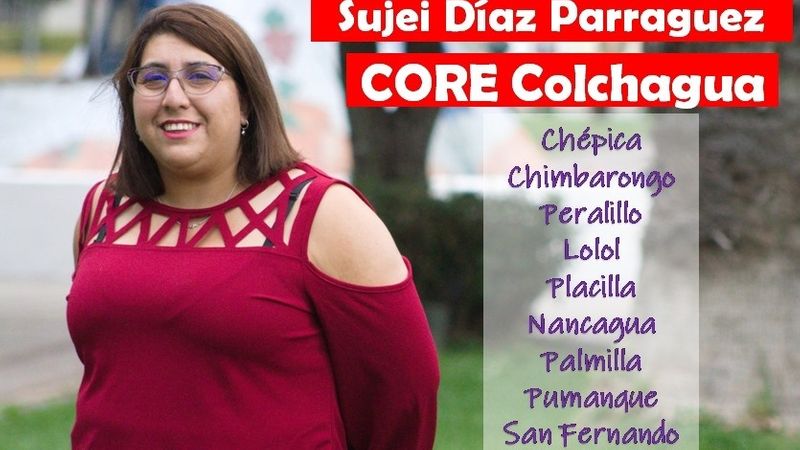 Sujei Díaz Parraguez
CORE Colchagua
Chépica
Chimbarongo
Peralillo
Lolol
Placilla
Nancagua
Palmilla
Pumanque
San Fernando